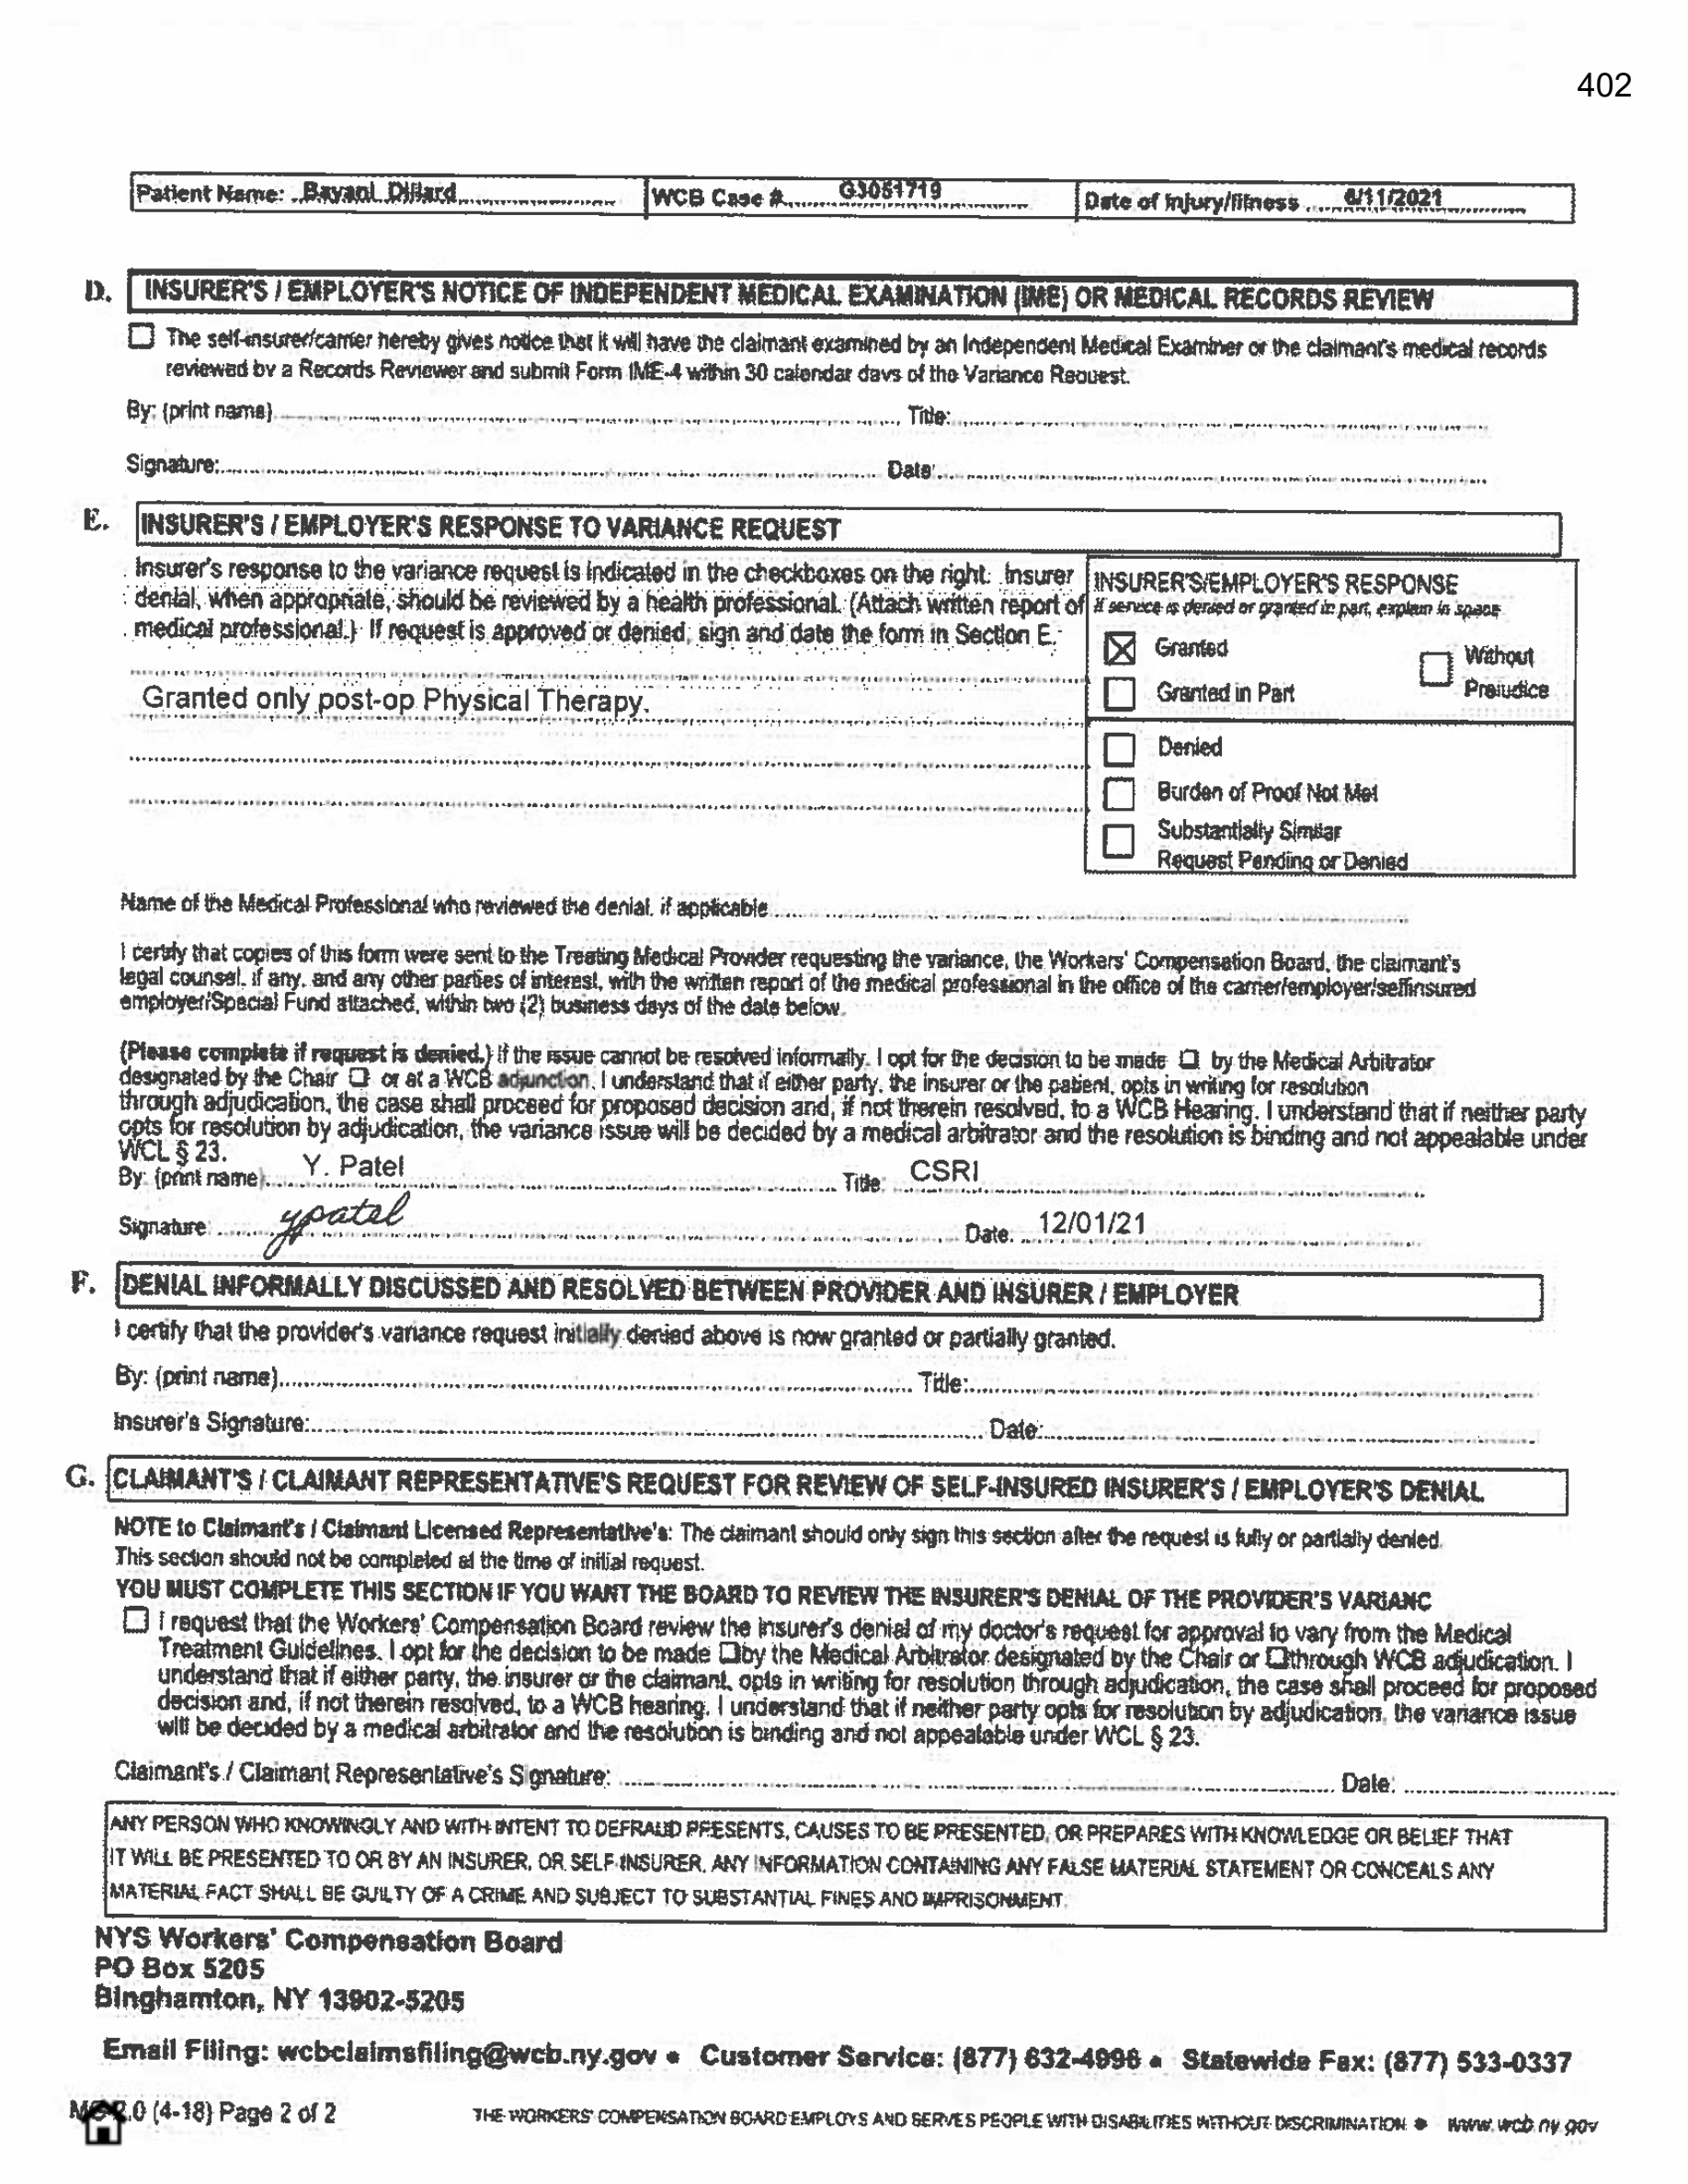 402
Patient Name: Bayani Dillard WCB Case # G3051719 Date of Injury/Illness 6/11/2021
D. INSURER'S / EMPLOYER'S NOTICE OF INDEPENDENT MEDICAL EXAMINATION (IME) OR MEDICAL RECORDS REVIEW
☐ The self-insurer/carrier hereby gives notice that it will have the claimant examined by an Independent Medical Examiner or the claimant's medical records
reviewed by a Records Reviewer and submit Form IME-4 within 30 calendar days of the Variance Request.
By: (print name) Title:
Signature: Date:
E. INSURER'S / EMPLOYER'S RESPONSE TO VARIANCE REQUEST
Insurer's response to the variance request is indicated in the checkboxes on the right. Insurer
denial, when appropriate, should be reviewed by a health professional. (Attach written report of
medical professional.) If request is approved or denied, sign and date the form in Section E.
Granted only post-op Physical Therapy.
INSURER'S/EMPLOYER'S RESPONSE
If service is denied or granted in part, explain in space
☒ Granted
☐ Without
Prejudice
☐ Granted in Part
☐ Denied
☐ Burden of Proof Not Met
☐ Substantially Similar
Request Pending or Denied
Name of the Medical Professional who reviewed the denial, if applicable
I certify that copies of this form were sent to the Treating Medical Provider requesting the variance, the Workers' Compensation Board, the claimant's
legal counsel, if any, and any other parties of interest, with the written report of the medical professional in the office of the carrier/employer/selfinsured
employer/Special Fund attached, within two (2) business days of the date below.
(Please complete if request is denied.) If the issue cannot be resolved informally, I opt for the decision to be made ☐ by the Medical Arbitrator
designated by the Chair ☐ or at a WCB adjunction. I understand that if either party, the insurer or the patient, opts in writing for resolution
through adjudication, the case shall proceed for proposed decision and, if not therein resolved, to a WCB Hearing. I understand that if neither party
opts for resolution by adjudication, the variance issue will be decided by a medical arbitrator and the resolution is binding and not appealable under
WCL § 23.
By: (print name) Y. Patel Title: CSRI
Signature: ypatel Date: 12/01/21
F. DENIAL INFORMALLY DISCUSSED AND RESOLVED BETWEEN PROVIDER AND INSURER / EMPLOYER
I certify that the provider's variance request initially denied above is now granted or partially granted.
By: (print name) Title:
Insurer's Signature: Date:
G. CLAIMANT'S / CLAIMANT REPRESENTATIVE'S REQUEST FOR REVIEW OF SELF-INSURED INSURER'S / EMPLOYER'S DENIAL
NOTE to Claimant's / Claimant Licensed Representative's: The claimant should only sign this section after the request is fully or partially denied.
This section should not be completed at the time of initial request.
YOU MUST COMPLETE THIS SECTION IF YOU WANT THE BOARD TO REVIEW THE INSURER'S DENIAL OF THE PROVIDER'S VARIANC
☐ I request that the Workers' Compensation Board review the insurer's denial of my doctor's request for approval to vary from the Medical
Treatment Guidelines. I opt for the decision to be made ☐by the Medical Arbitrator designated by the Chair or ☐through WCB adjudication. I
understand that if either party, the insurer or the claimant, opts in writing for resolution through adjudication, the case shall proceed for proposed
decision and, if not therein resolved, to a WCB hearing. I understand that if neither party opts for resolution by adjudication, the variance issue
will be decided by a medical arbitrator and the resolution is binding and not appealable under WCL § 23.
Claimant's / Claimant Representative's Signature: Date:
ANY PERSON WHO KNOWINGLY AND WITH INTENT TO DEFRAUD PRESENTS, CAUSES TO BE PRESENTED, OR PREPARES WITH KNOWLEDGE OR BELIEF THAT
IT WILL BE PRESENTED TO OR BY AN INSURER, OR SELF-INSURER, ANY INFORMATION CONTAINING ANY FALSE MATERIAL STATEMENT OR CONCEALS ANY
MATERIAL FACT SHALL BE GUILTY OF A CRIME AND SUBJECT TO SUBSTANTIAL FINES AND IMPRISONMENT.
NYS Workers' Compensation Board
PO Box 5205
Binghamton, NY 13902-5205
Email Filing: wcbclaimsfiling@wcb.ny.gov • Customer Service: (877) 632-4996 • Statewide Fax: (877) 533-0337
(4-18) Page 2 of 2 THE WORKERS' COMPENSATION BOARD EMPLOYS AND SERVES PEOPLE WITH DISABILITIES WITHOUT DISCRIMINATION • www.wcb.ny.gov